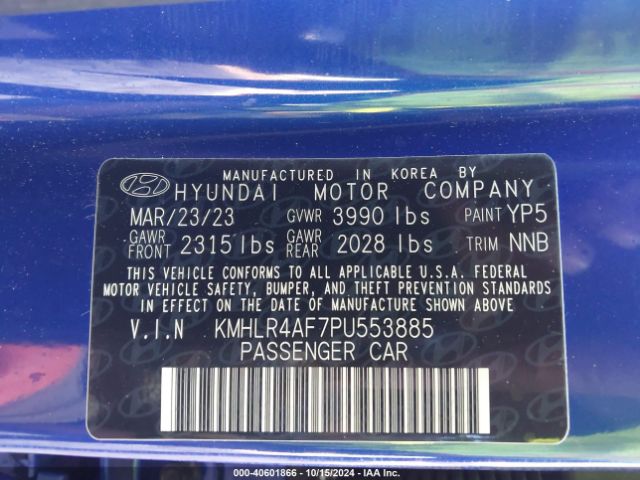 MANUFACTURED IN KOREA BY
HYUNDAI MOTOR COMPANY
MAR/23/23 GVWR 3990 lbs PAINT YP5
GAWR FRONT 2315 lbs GAWR REAR 2028 lbs TRIM NNB
THIS VEHICLE CONFORMS TO ALL APPLICABLE U.S.A. FEDERAL
MOTOR VEHICLE SAFETY, BUMPER, AND THEFT PREVENTION STANDARDS
IN EFFECT ON THE DATE OF MANUFACTURE SHOWN ABOVE
V.I.N KMHLR4AF7PU553885
PASSENGER CAR
000-40601866 - 10/15/2024 - IAA Inc.